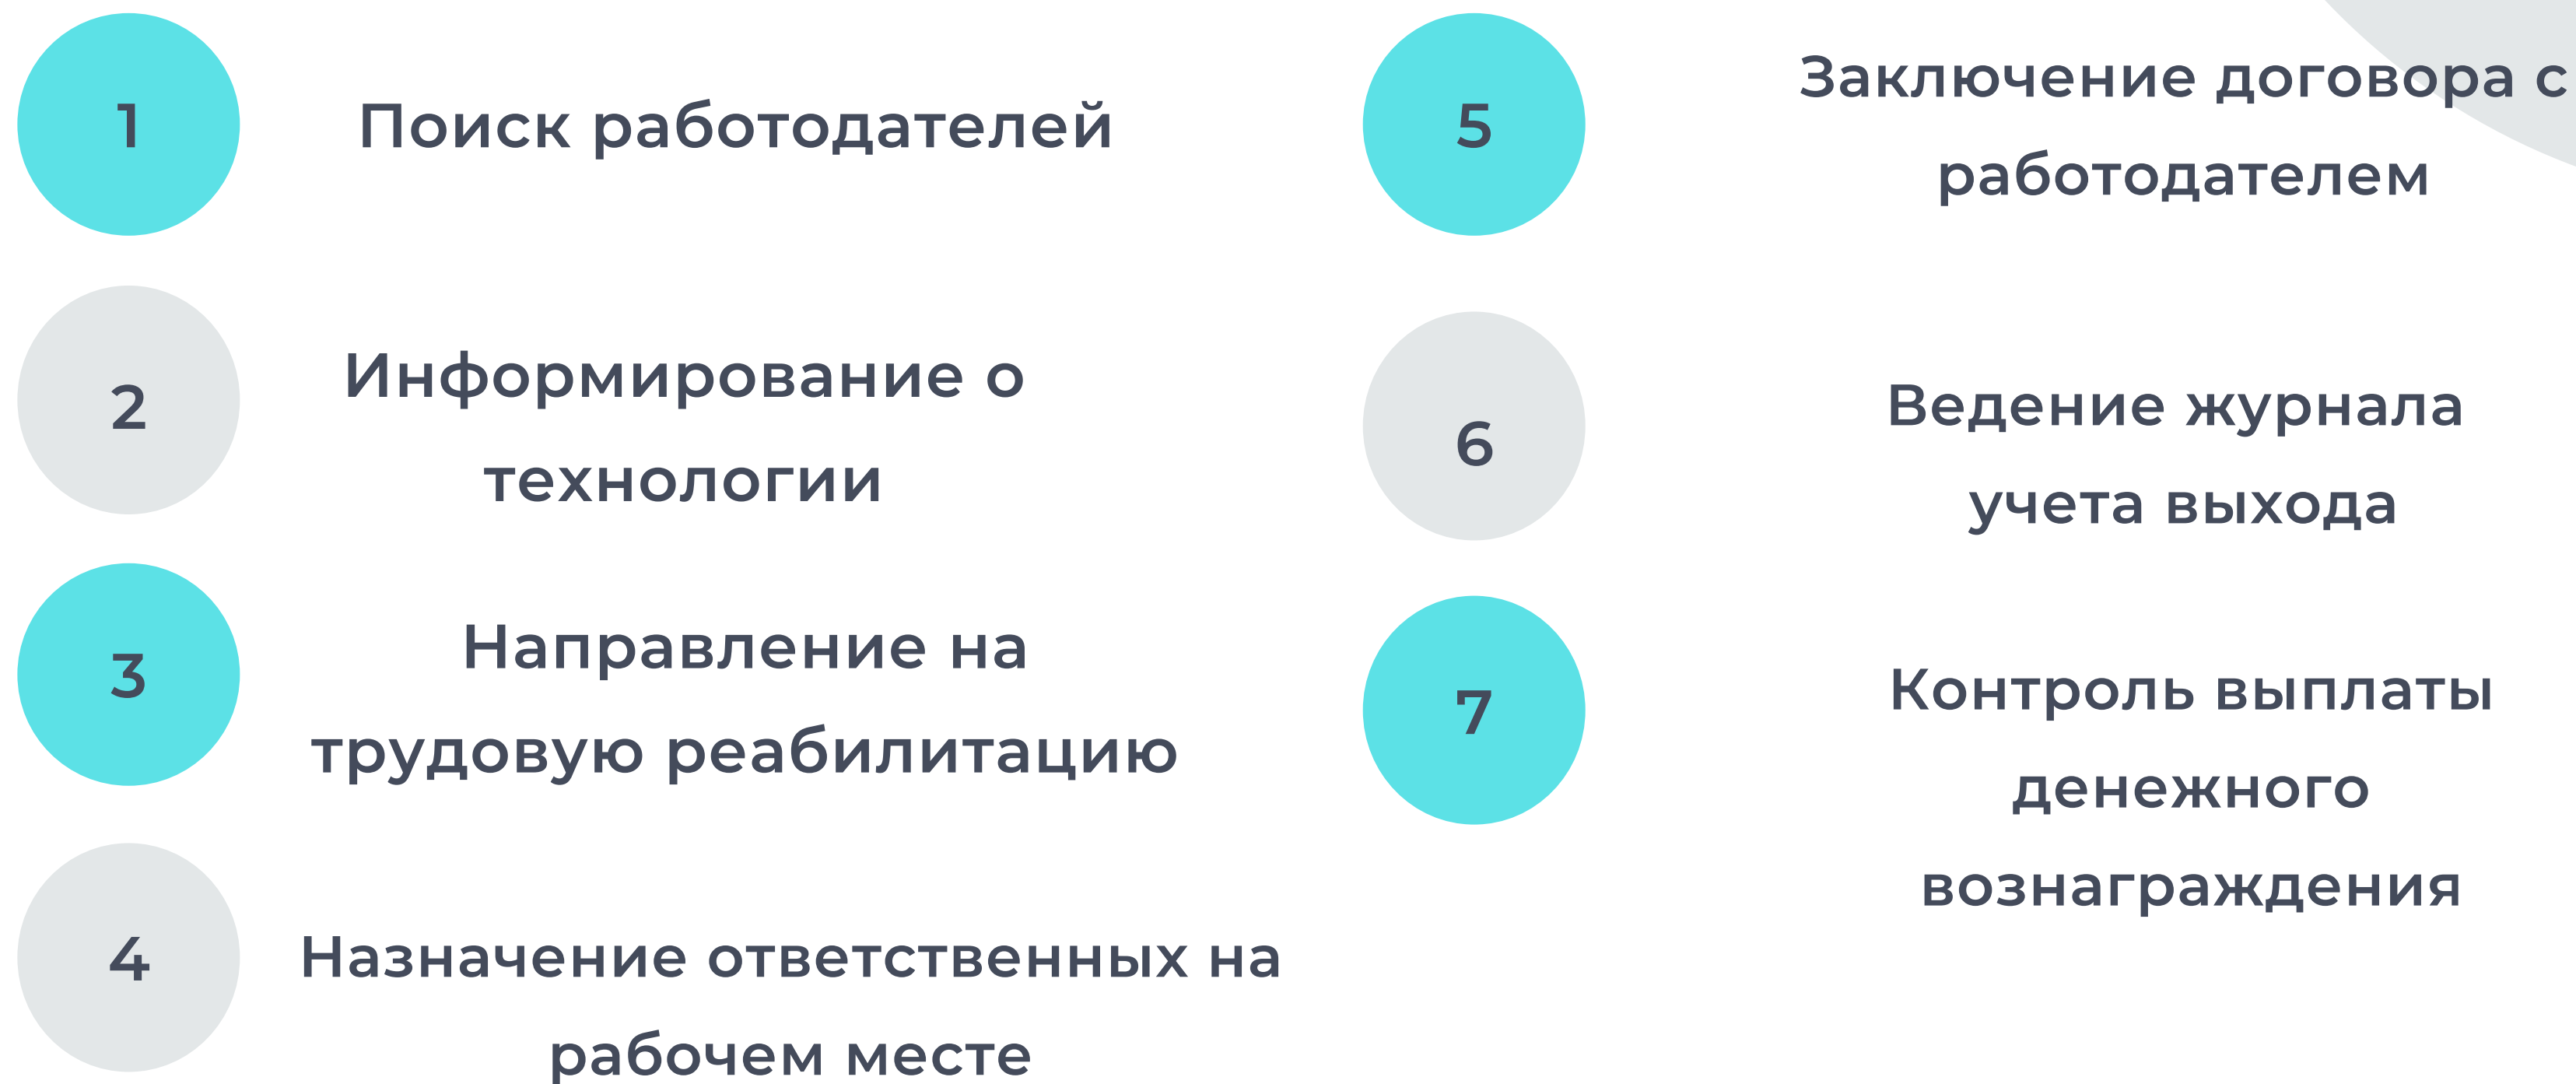 1
Поиск работодателей
2
Информирование о
технологии
3
Направление на
трудовую реабилитацию
4
Назначение ответственных на
рабочем месте
5
Заключение договора с
работодателем
6
Ведение журнала
учета выхода
7
Контроль выплаты
денежного
вознаграждения